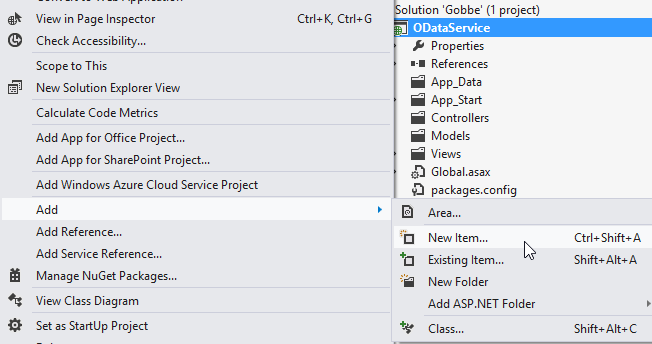 Solution 'Gobbe' (1 project)
ODataService
Properties
References
App_Data
App_Start
Controllers
Models
Views
Global.asax
packages.config
View in Page Inspector Ctrl+K, Ctrl+G
Check Accessibility...
Scope to This
New Solution Explorer View
Calculate Code Metrics
Add App for Office Project...
Add App for SharePoint Project...
Add Windows Azure Cloud Service Project
Add
Add Reference...
Add Service Reference...
Manage NuGet Packages...
View Class Diagram
Set as StartUp Project
Area...
New Item... Ctrl+Shift+A
Existing Item... Shift+Alt+A
New Folder
Add ASP.NET Folder
Class... Shift+Alt+C